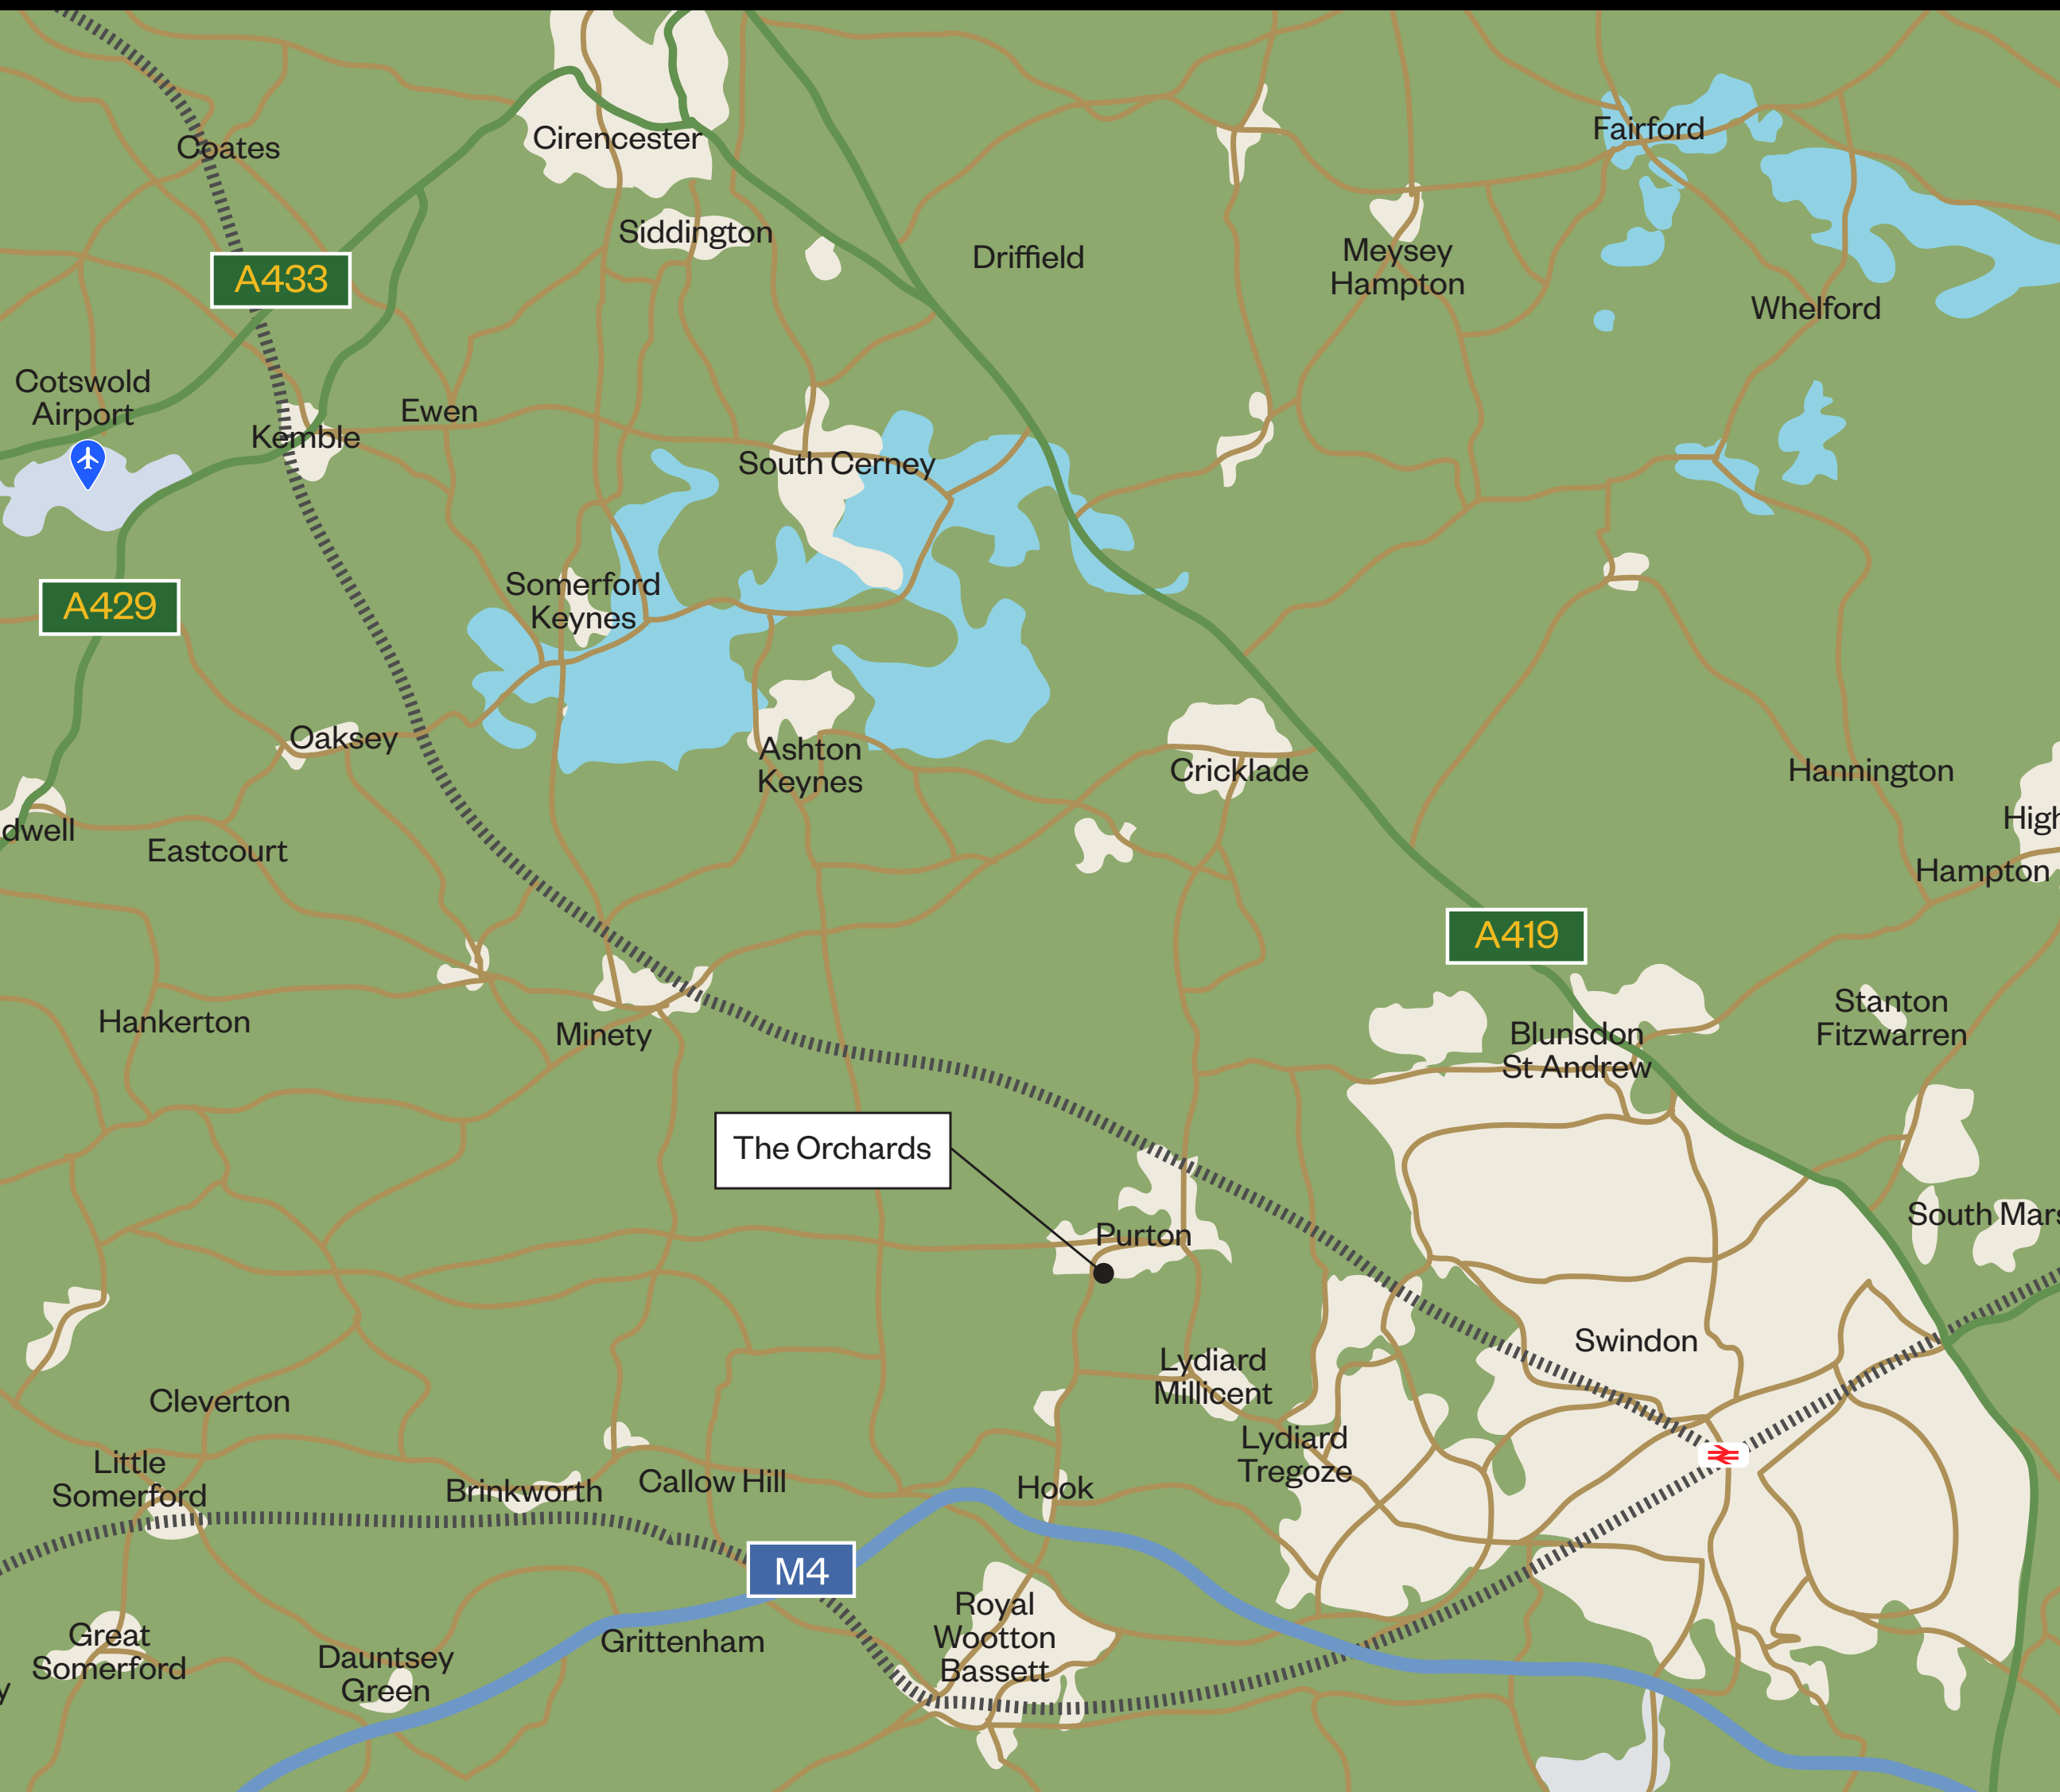 Coates
Cirencester
Fairford
Siddington
Driffield
Meysey
Hampton
A433
Whelford
Cotswold
Airport
Ewen
Kemble
South Cerney
A429
Somerford
Keynes
Oaksey
Ashton
Keynes
Cricklade
Hannington
High
Hampton
dwell
Eastcourt
A419
Hankerton
Minety
Blunsdon
St Andrew
Stanton
Fitzwarren
The Orchards
Purton
South Mars
Swindon
Lydiard
Millicent
Cleverton
Lydiard
Tregoze
Little
Somerford
Brinkworth
Callow Hill
Hook
M4
Royal
Wootton
Bassett
Great
Somerford
Grittenham
Dauntsey
Green
y